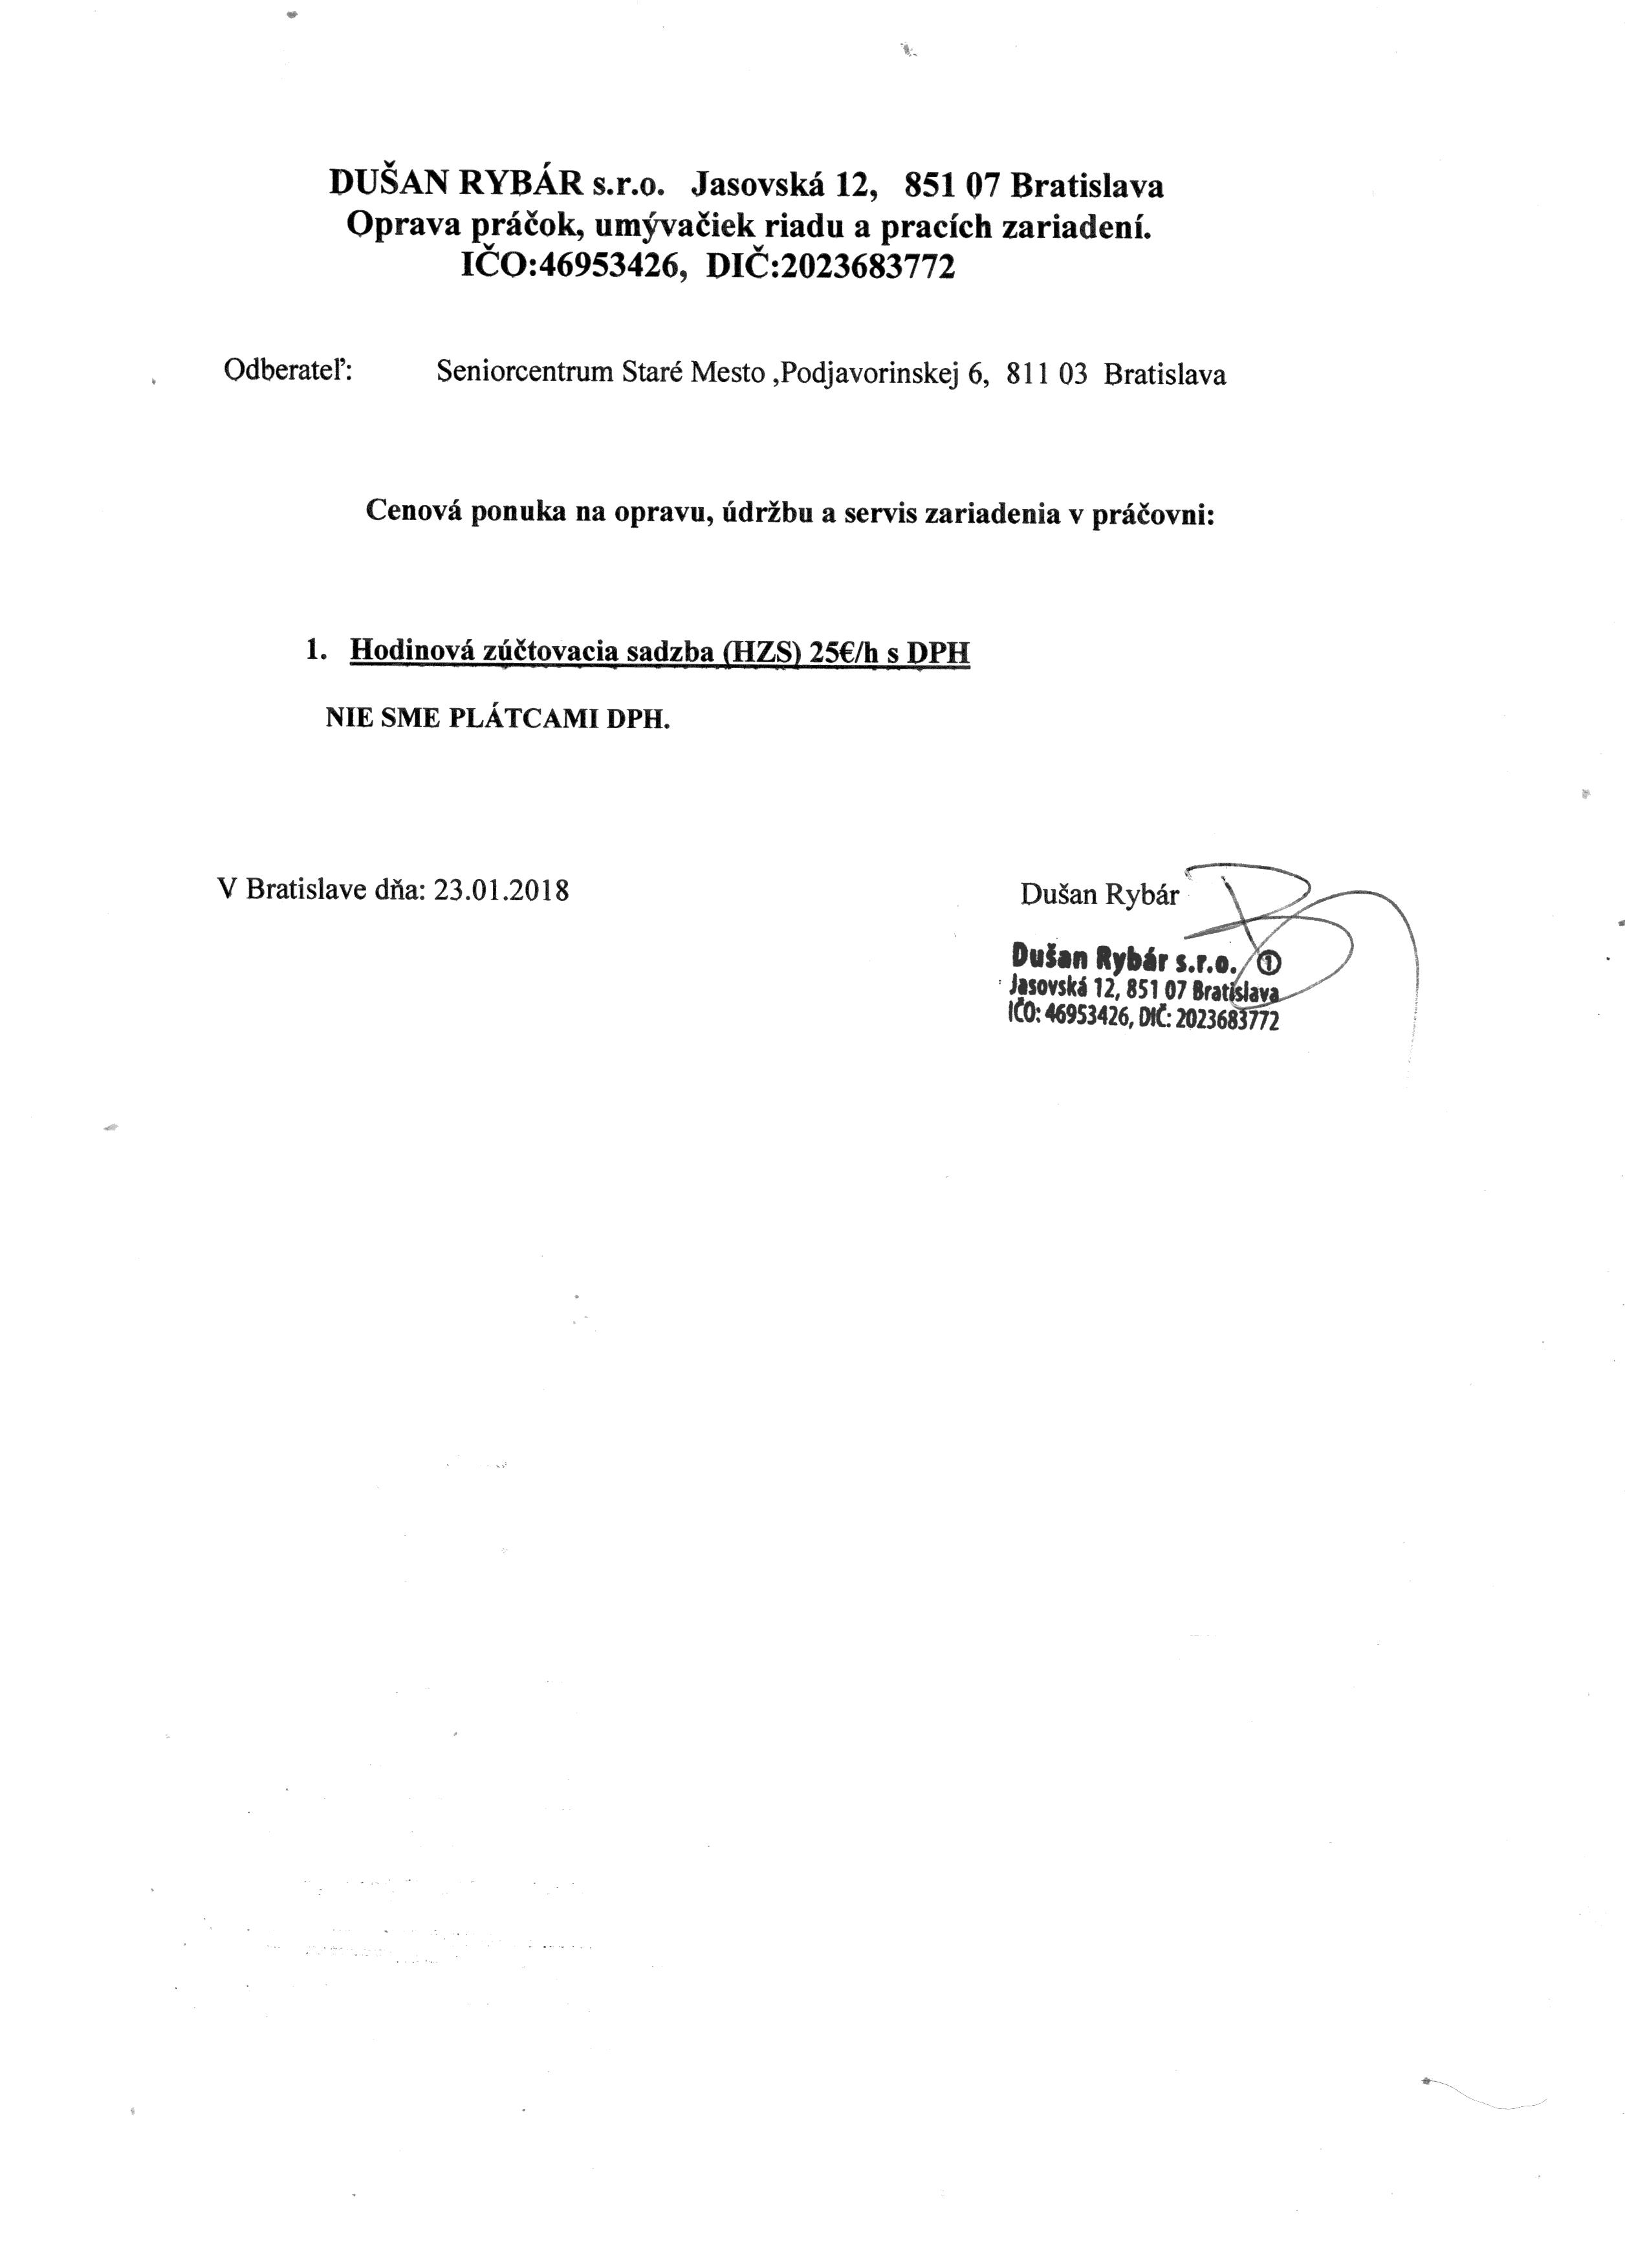 DUŠAN RYBÁR s.r.o. Jasovská 12, 851 07 Bratislava
Oprava práčok, umývačiek riadu a pracích zariadení.
IČO:46953426, DIČ:2023683772
Odberateľ: Seniorcentrum Staré Mesto ,Podjavorinskej 6, 811 03 Bratislava
Cenová ponuka na opravu, údržbu a servis zariadenia v práčovni:
1. Hodinová zúčtovacia sadzba (HZS) 25€/h s DPH
NIE SME PLÁTCAMI DPH.
V Bratislave dňa: 23.01.2018 Dušan Rybár
Dušan Rybár s.r.o. ①
Jasovská 12, 851 07 Bratislava
IČO: 46953426, DIČ: 2023683772